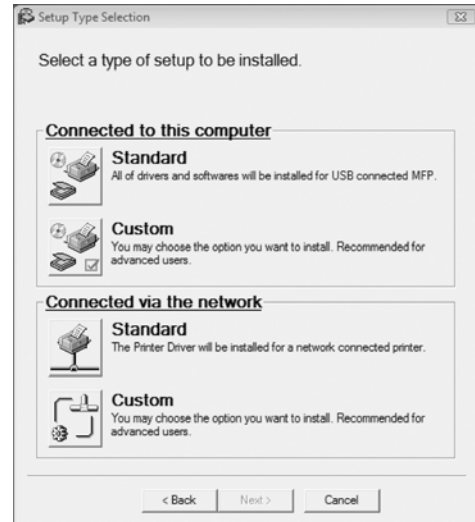 Setup Type Selection
Select a type of setup to be installed.
Connected to this computer
Standard
All of drivers and softwares will be installed for USB connected MFP.
Custom
You may choose the option you want to install. Recommended for
advanced users.
Connected via the network
Standard
The Printer Driver will be installed for a network connected printer.
Custom
You may choose the option you want to install. Recommended for
advanced users.
< Back Next > Cancel